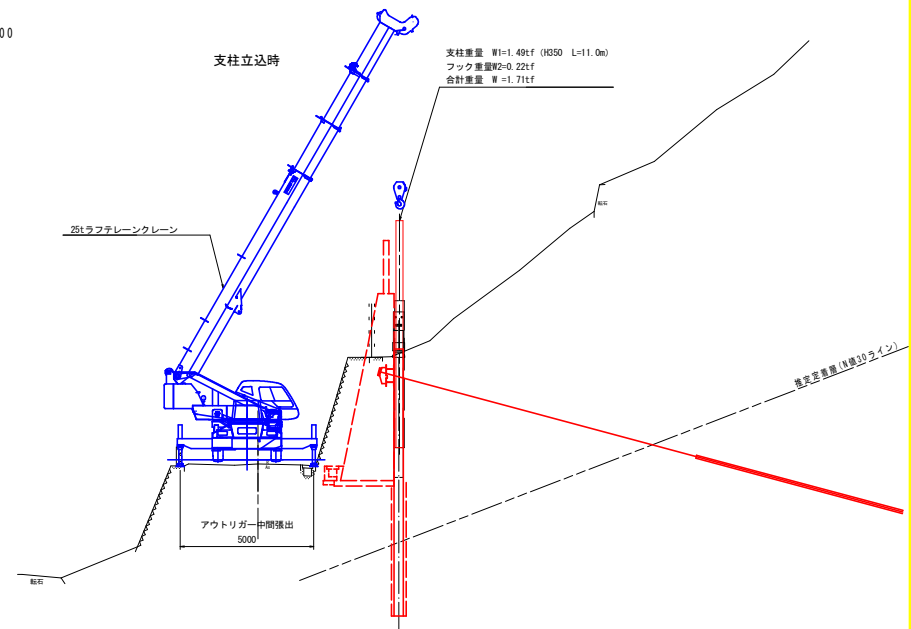 00
支柱立込時
支柱重量 W1=1.49tf (H350 L=11.0m)
フック重量W2=0.22tf
合計重量 W =1.71tf
転石
25tラフテレーンクレーン
推定定着層(N値30ライン)
アウトリガー中間張出
5000
転石